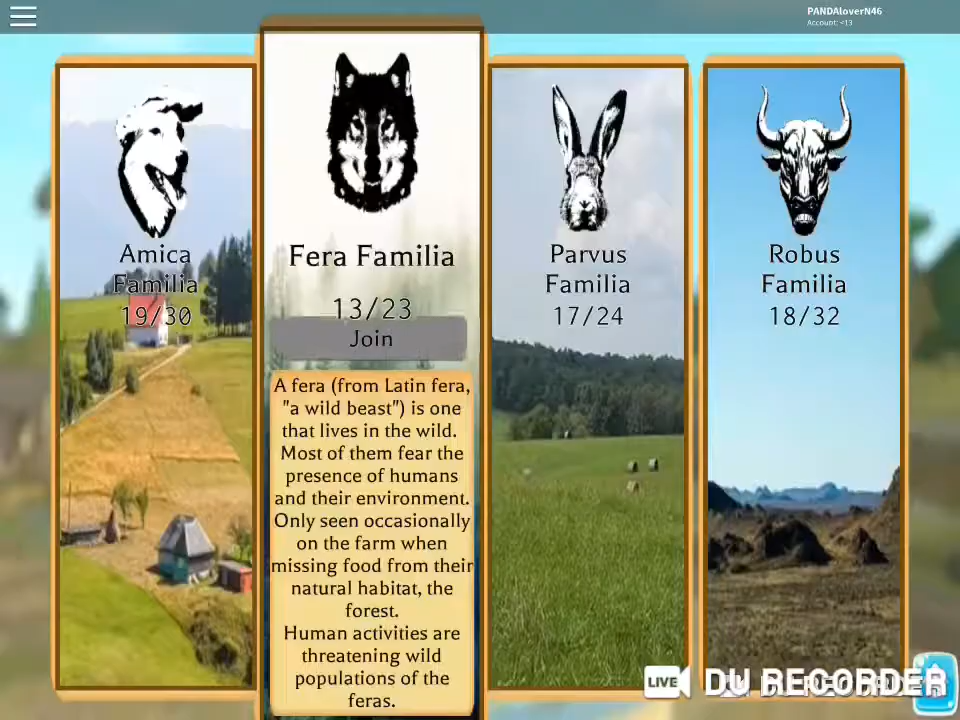 PANDAloverN46
Account: <13
Amica
Familia
19/30
Fera Familia
13/23
Join
A fera (from Latin fera,
"a wild beast") is one
that lives in the wild.
Most of them fear the
presence of humans
and their environment.
Only seen occasionally
on the farm when
missing food from their
natural habitat, the
forest.
Human activities are
threatening wild
populations of the
feras.
Parvus
Familia
17/24
Robus
Familia
18/32
LIVE DU RECORDER